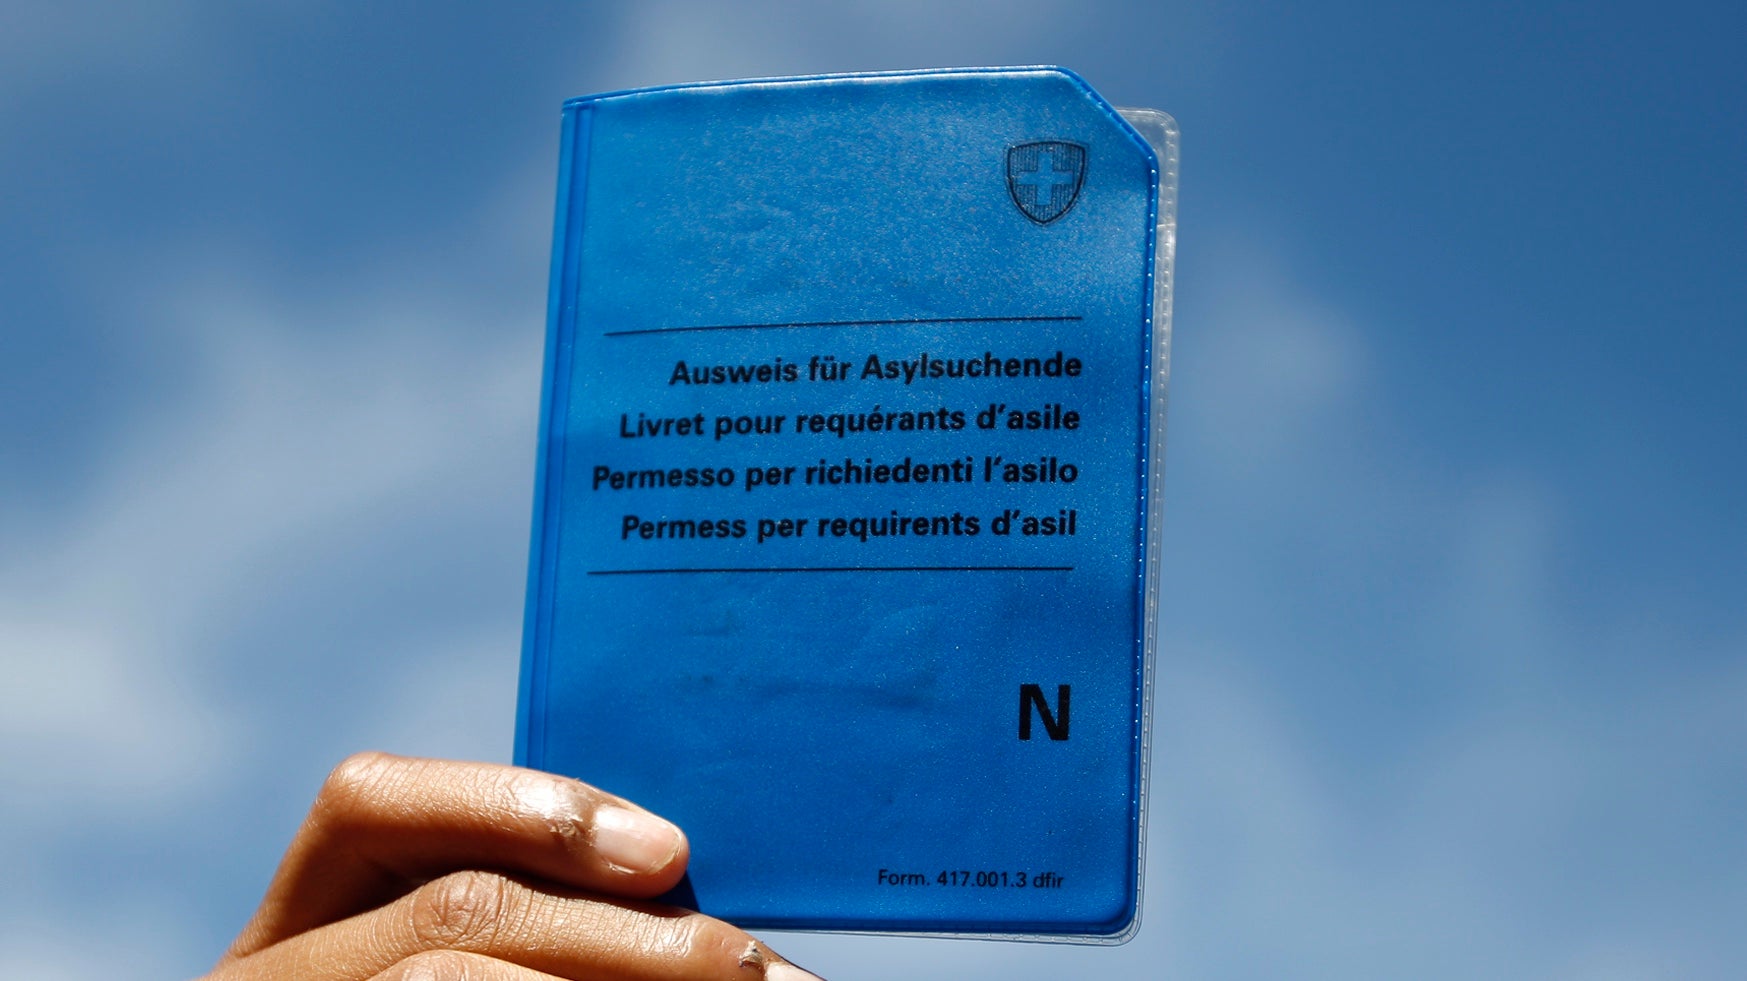 Ausweis für Asylsuchende
Livret pour requérants d'asile
Permesso per richiedenti l'asilo
Permess per requirents d'asil
N
Form. 417.001.3 dfir